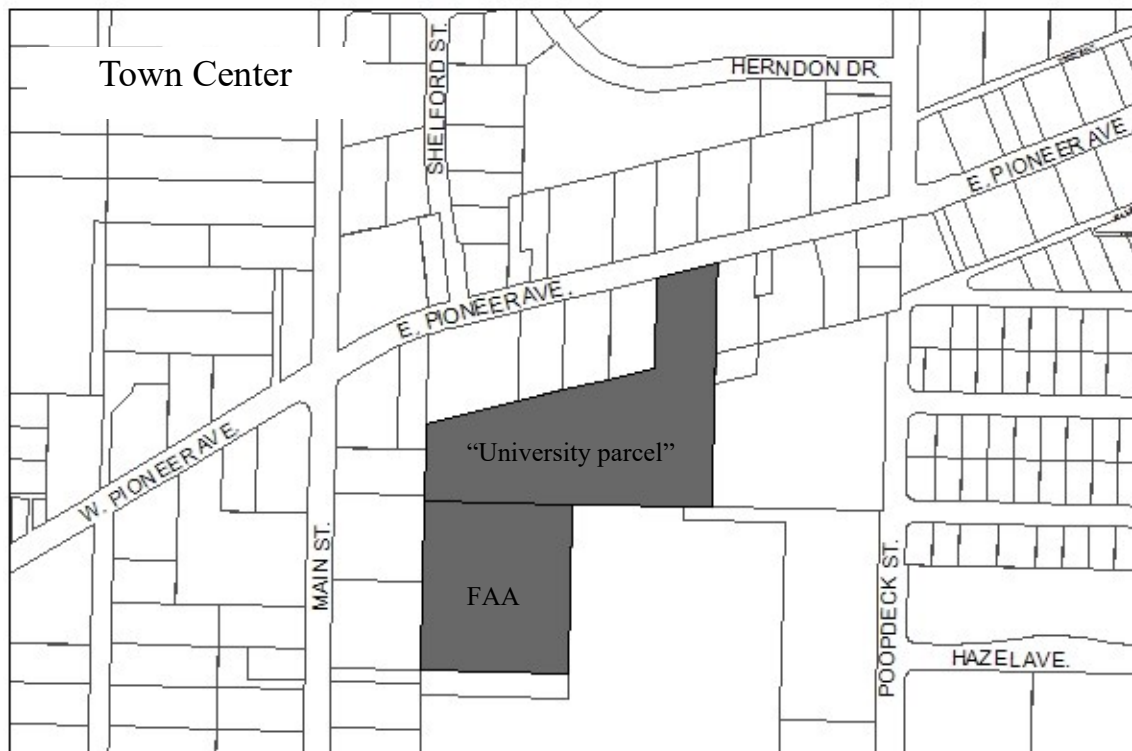 Town Center
SHELFORD ST.
HERNDON DR
E. PIONEER AVE
E. PIONEER AVE.
W. PIONEER AVE.
MAIN ST.
“University parcel”
FAA
POOPDECK ST.
HAZEL AVE.